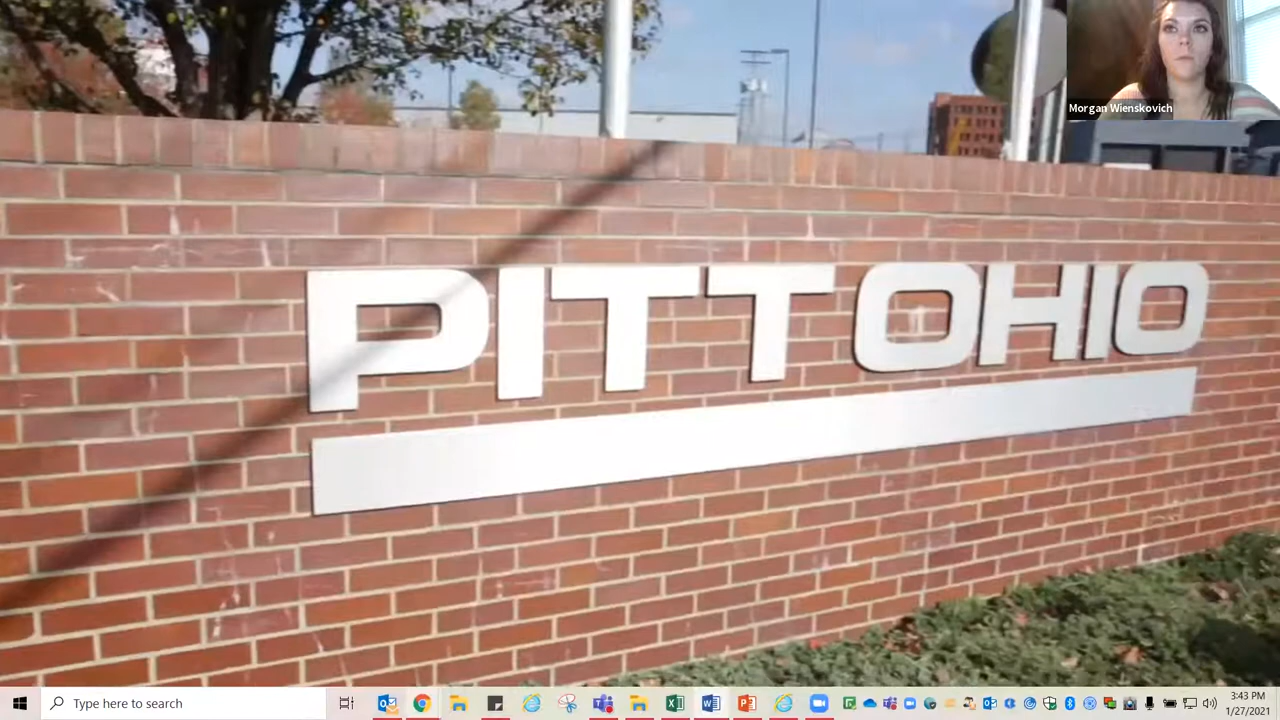 Morgan Wienskovich
PITT OHIO
Type here to search
3:43 PM
1/27/2021